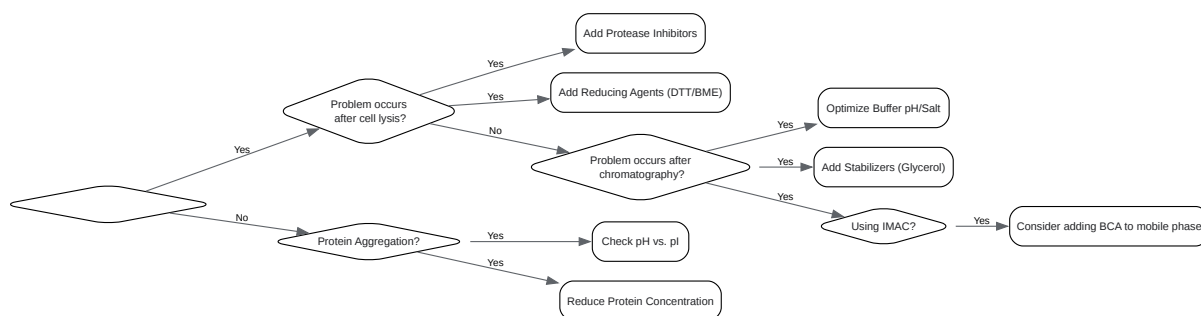 Add Protease Inhibitors
Yes
Problem occurs
after cell lysis?
Yes
Add Reducing Agents (DTT/BME)
Yes
Optimize Buffer pH/Salt
No
Yes
Yes
Problem occurs after
chromatography?
Yes
Add Stabilizers (Glycerol)
Yes
No
Yes
Using IMAC?
Yes
Consider adding BCA to mobile phase
Protein Aggregation?
Yes
Check pH vs. pI
Yes
Reduce Protein Concentration